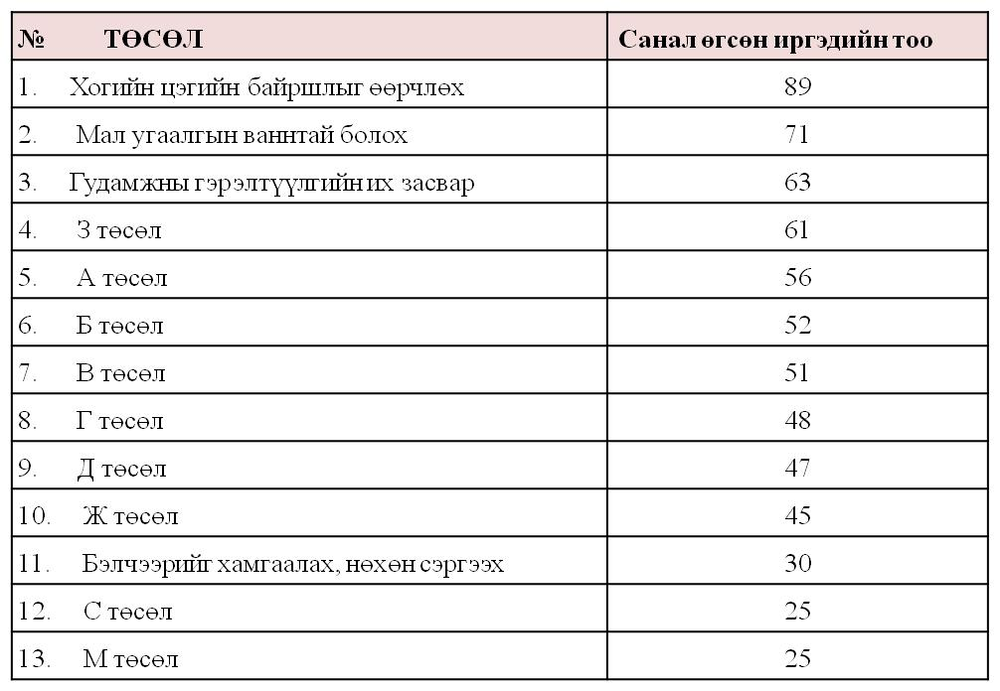 № ТӨСӨЛ Санал өгсөн иргэдийн тоо
1. Хогийн цэгийн байршлыг өөрчлөх 89
2. Мал угаалгын ваннтай болох 71
3. Гудамжны гэрэлтүүлгийн их засвар 63
4. З төсөл 61
5. А төсөл 56
6. Б төсөл 52
7. В төсөл 51
8. Г төсөл 48
9. Д төсөл 47
10. Ж төсөл 45
11. Бэлчээрийг хамгаалах, нөхөн сэргээх 30
12. С төсөл 25
13. М төсөл 25